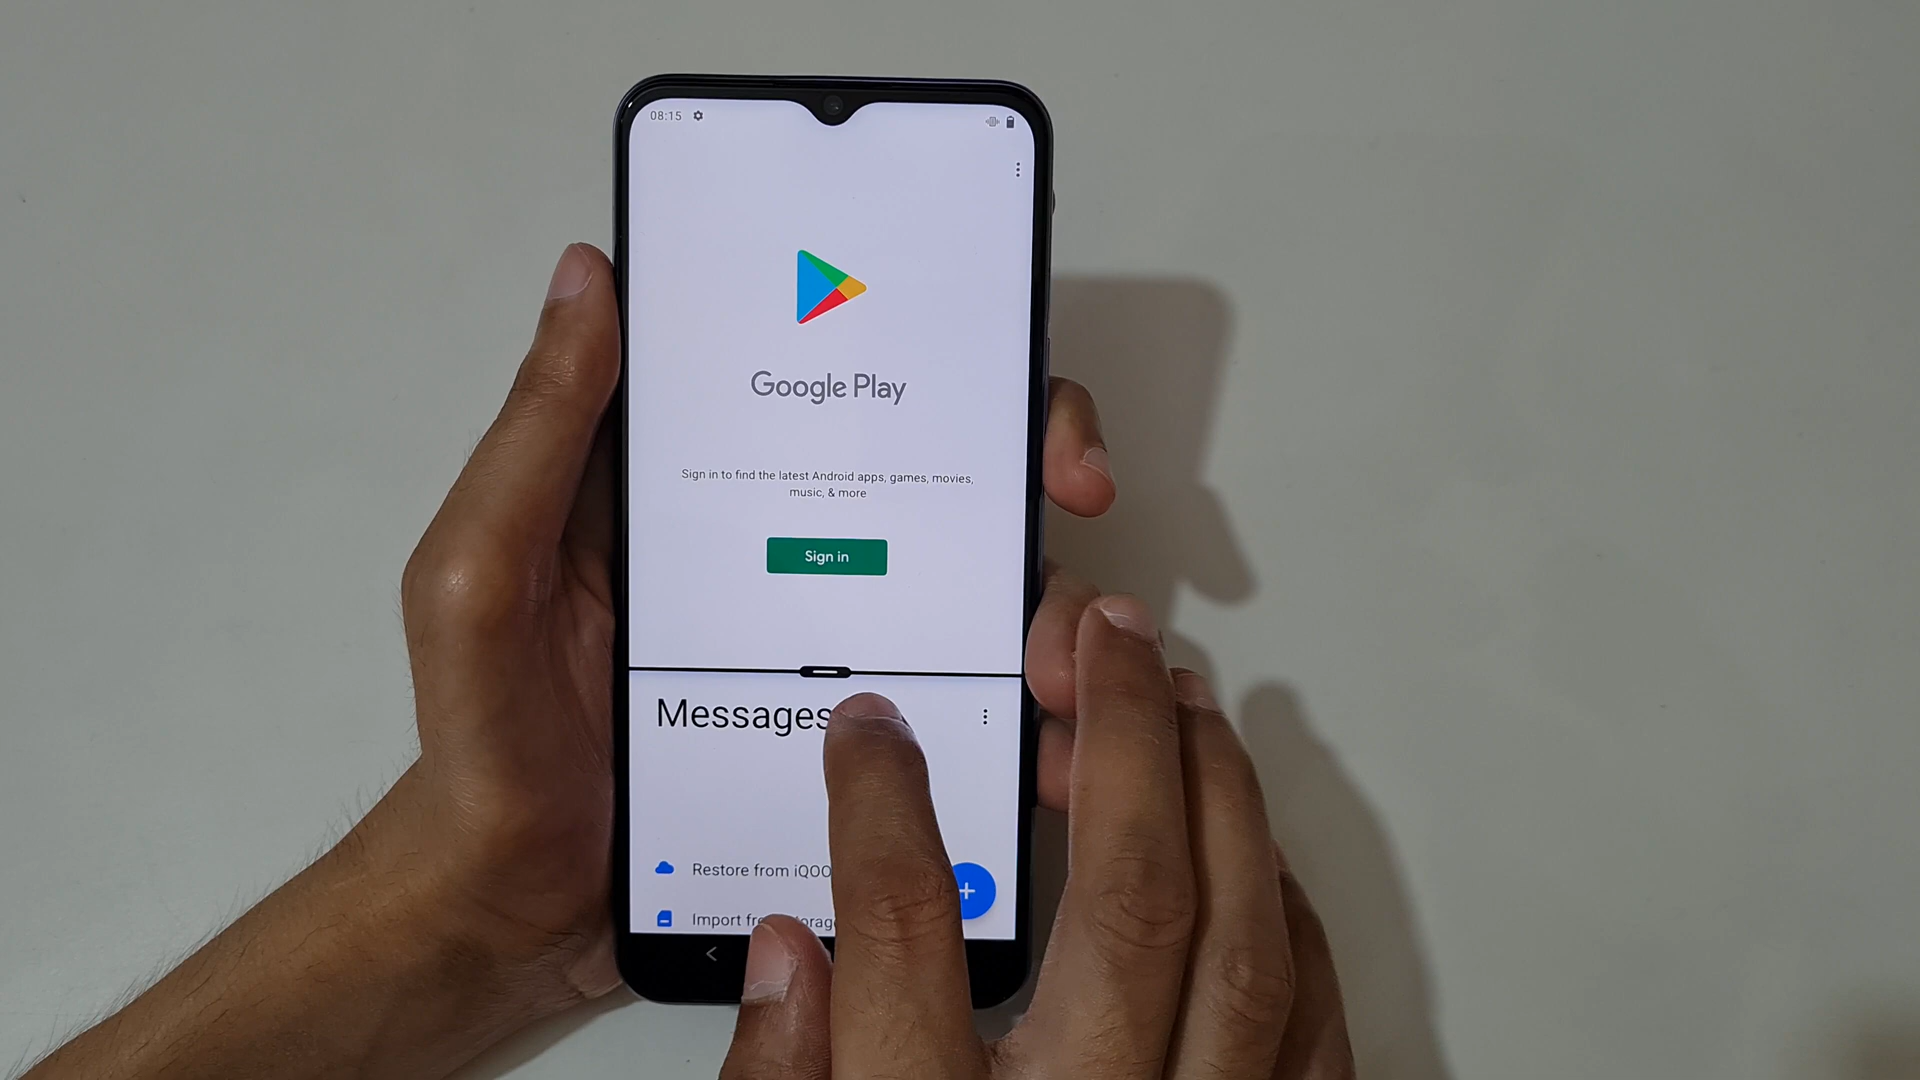 08:15
Google Play
Sign in to find the latest Android apps, games, movies,
music, & more
Sign in
Messages
Restore from iQOO
Import